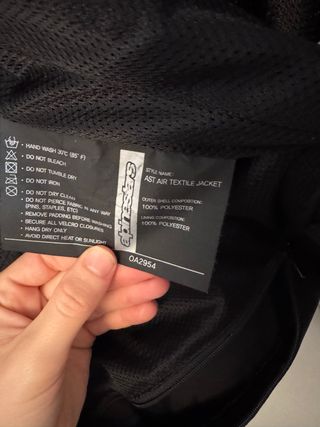 • HAND WASH 30°C (85° F)
• DO NOT BLEACH
• DO NOT TUMBLE DRY
• DO NOT IRON
• DO NOT DRY CLEAN
• DO NOT PIERCE FABRIC IN ANY WAY
(PINS, STAPLES, ETC)
• REMOVE PADDING BEFORE WASHING
• SECURE ALL VELCRO CLOSURES
• HANG DRY ONLY
• AVOID DIRECT HEAT OR SUNLIGHT
alpinestars
STYLE NAME:
AST AIR TEXTILE JACKET
OUTER SHELL COMPOSITION:
100% POLYESTER
LINING COMPOSITION:
100% POLYESTER
OA2954